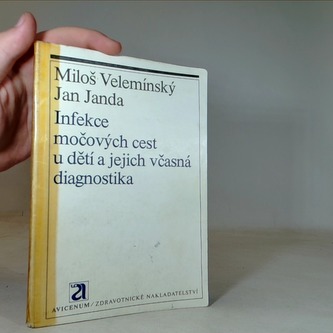 Miloš Velemínský
Jan Janda
Infekce
močových cest
u dětí a jejich včasná
diagnostika
a
AVICENUM/ZDRAVOTNICKÉ NAKLADATELSTVÍ